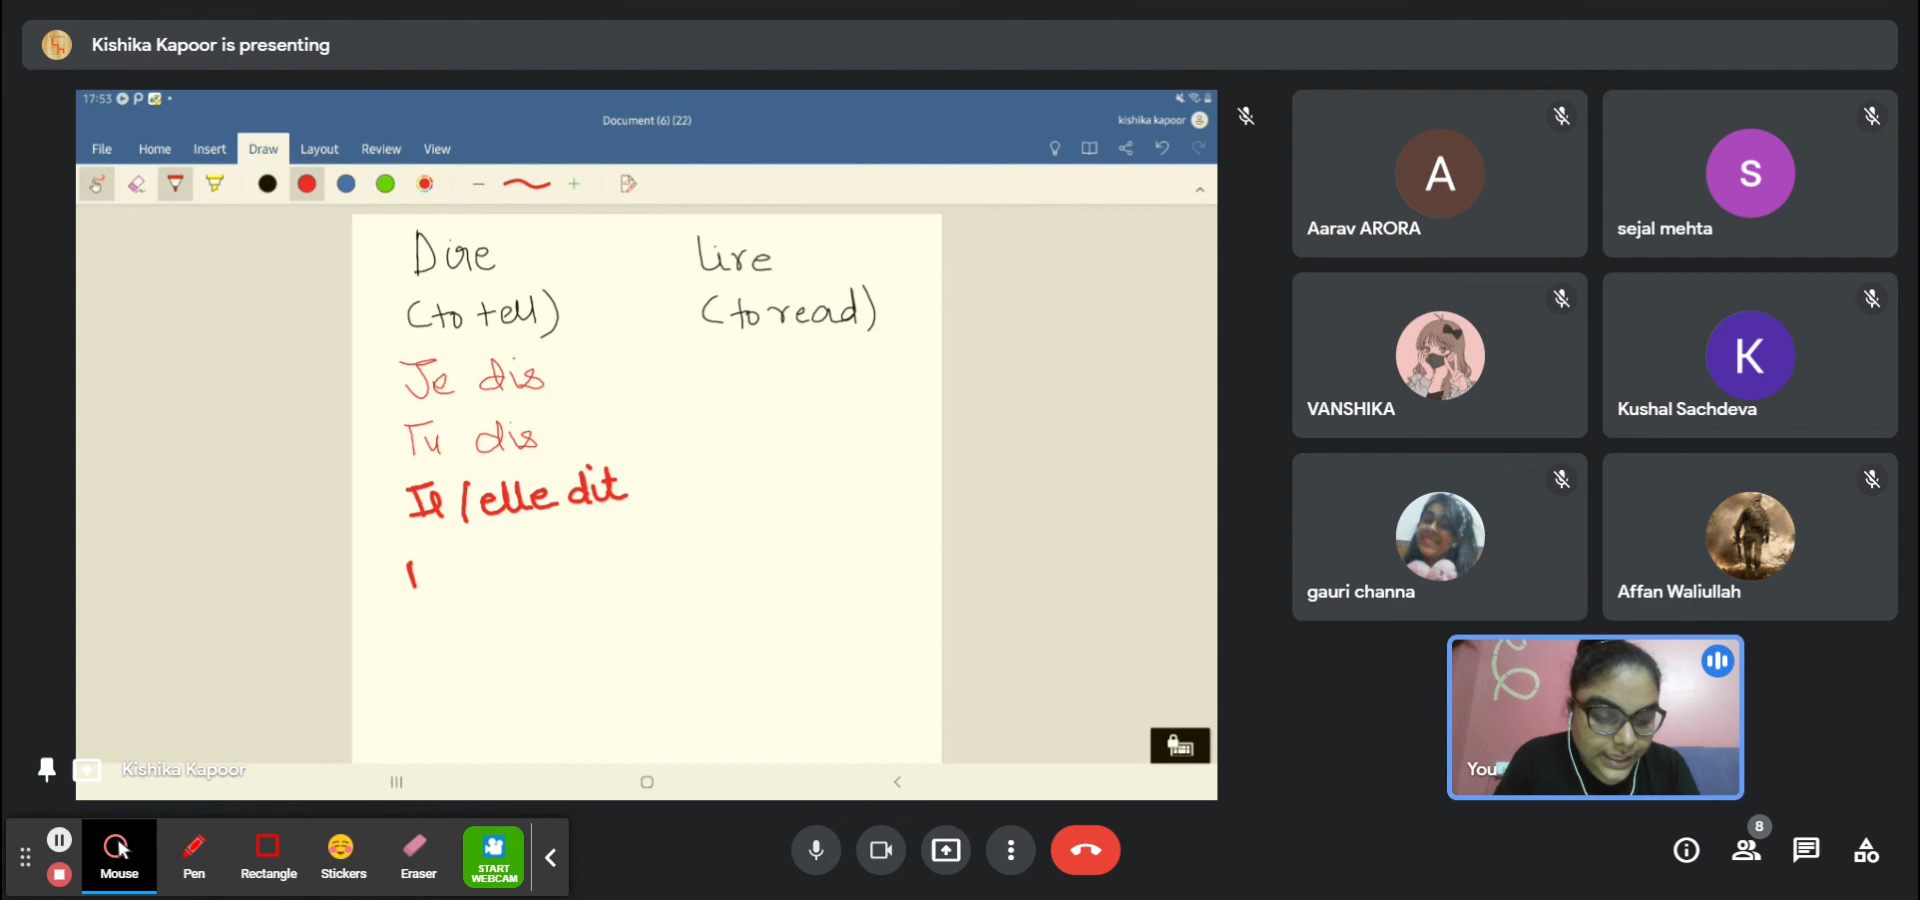 Kishika Kapoor is presenting
17:53
Document (6) (22)
kishika kapoor
File Home Insert Draw Layout Review View
Dire
(to tell)
Je dis
Tu dis
Il / elle dit
lire
(to read)
Kishika Kapoor
A
Aarav ARORA
S
sejal mehta
VANSHIKA
K
Kushal Sachdeva
gauri channa
Affan Waliullah
You
Mouse
Pen
Rectangle
Stickers
Eraser
START
WEBCAM
8